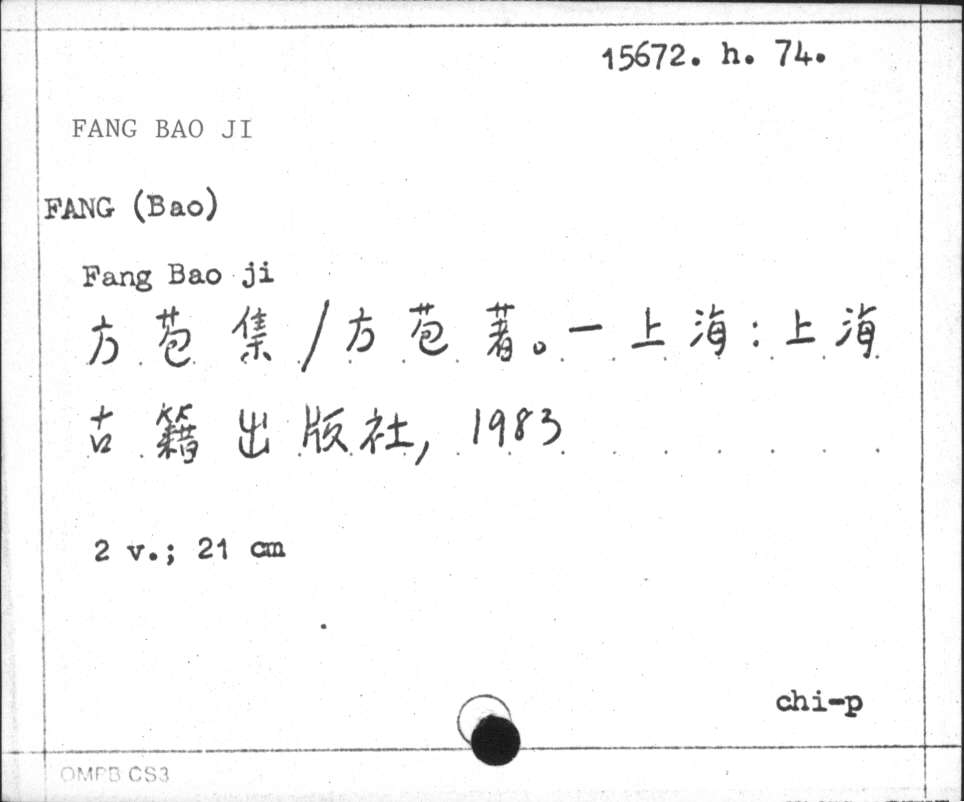 15672. h. 74.
FANG BAO JI
FANG (Bao)
Fang Bao ji
方苞集/方苞著。一上海:上海
古籍出版社, 1983
2 v.; 21 cm
chi-p
OMPB CS3